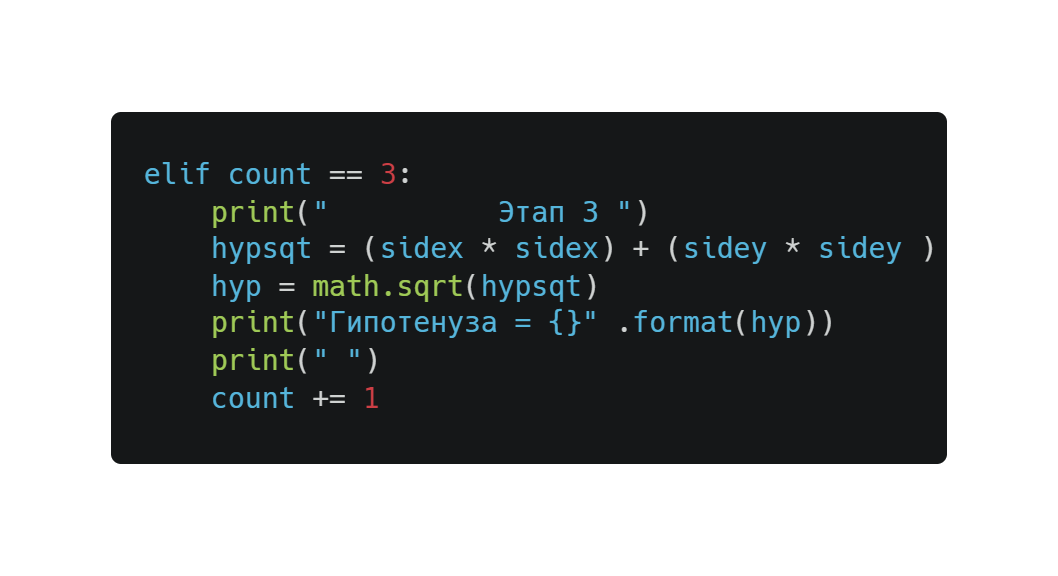 elif count == 3:
    print("          Этап 3 ")
    hypsqt = (sidex * sidex) + (sidey * sidey )
    hyp = math.sqrt(hypsqt)
    print("Гипотенуза = {}" .format(hyp))
    print(" ")
    count += 1